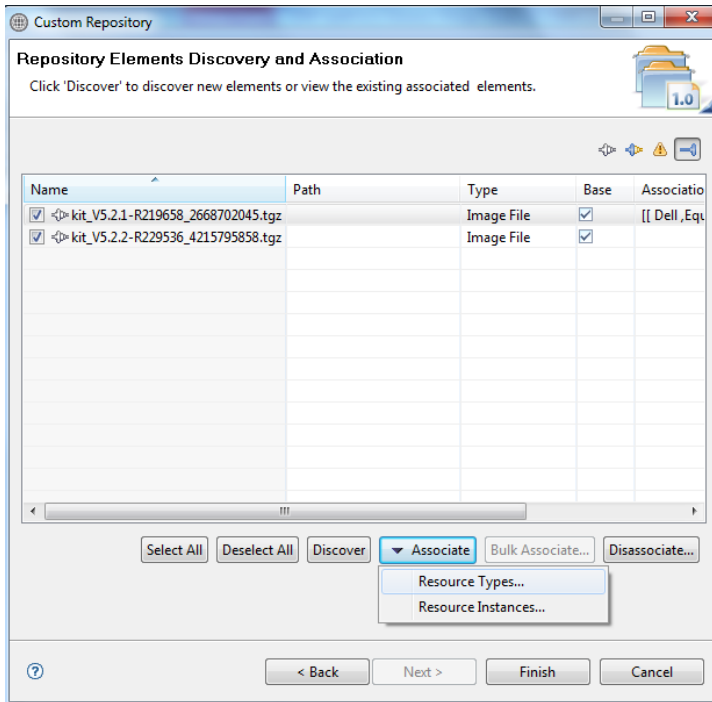 Custom Repository
Repository Elements Discovery and Association
Click 'Discover' to discover new elements or view the existing associated elements.
1.0
Name Path Type Base Associatio
kit_V5.2.1-R219658_2668702045.tgz Image File [[ Dell ,Equ
kit_V5.2.2-R229536_4215795858.tgz Image File
Select All Deselect All Discover Associate Bulk Associate... Disassociate...
Resource Types...
Resource Instances...
? < Back Next > Finish Cancel